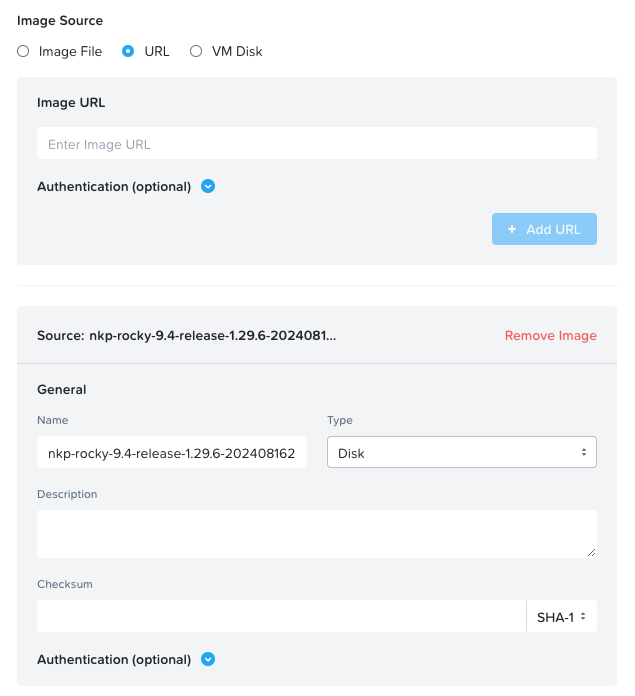 Image Source
Image File URL VM Disk
Image URL
Enter Image URL
Authentication (optional)
+ Add URL
Source: nkp-rocky-9.4-release-1.29.6-2024081... Remove Image
General
Name Type
nkp-rocky-9.4-release-1.29.6-202408162 Disk
Description
Checksum
SHA-1
Authentication (optional)